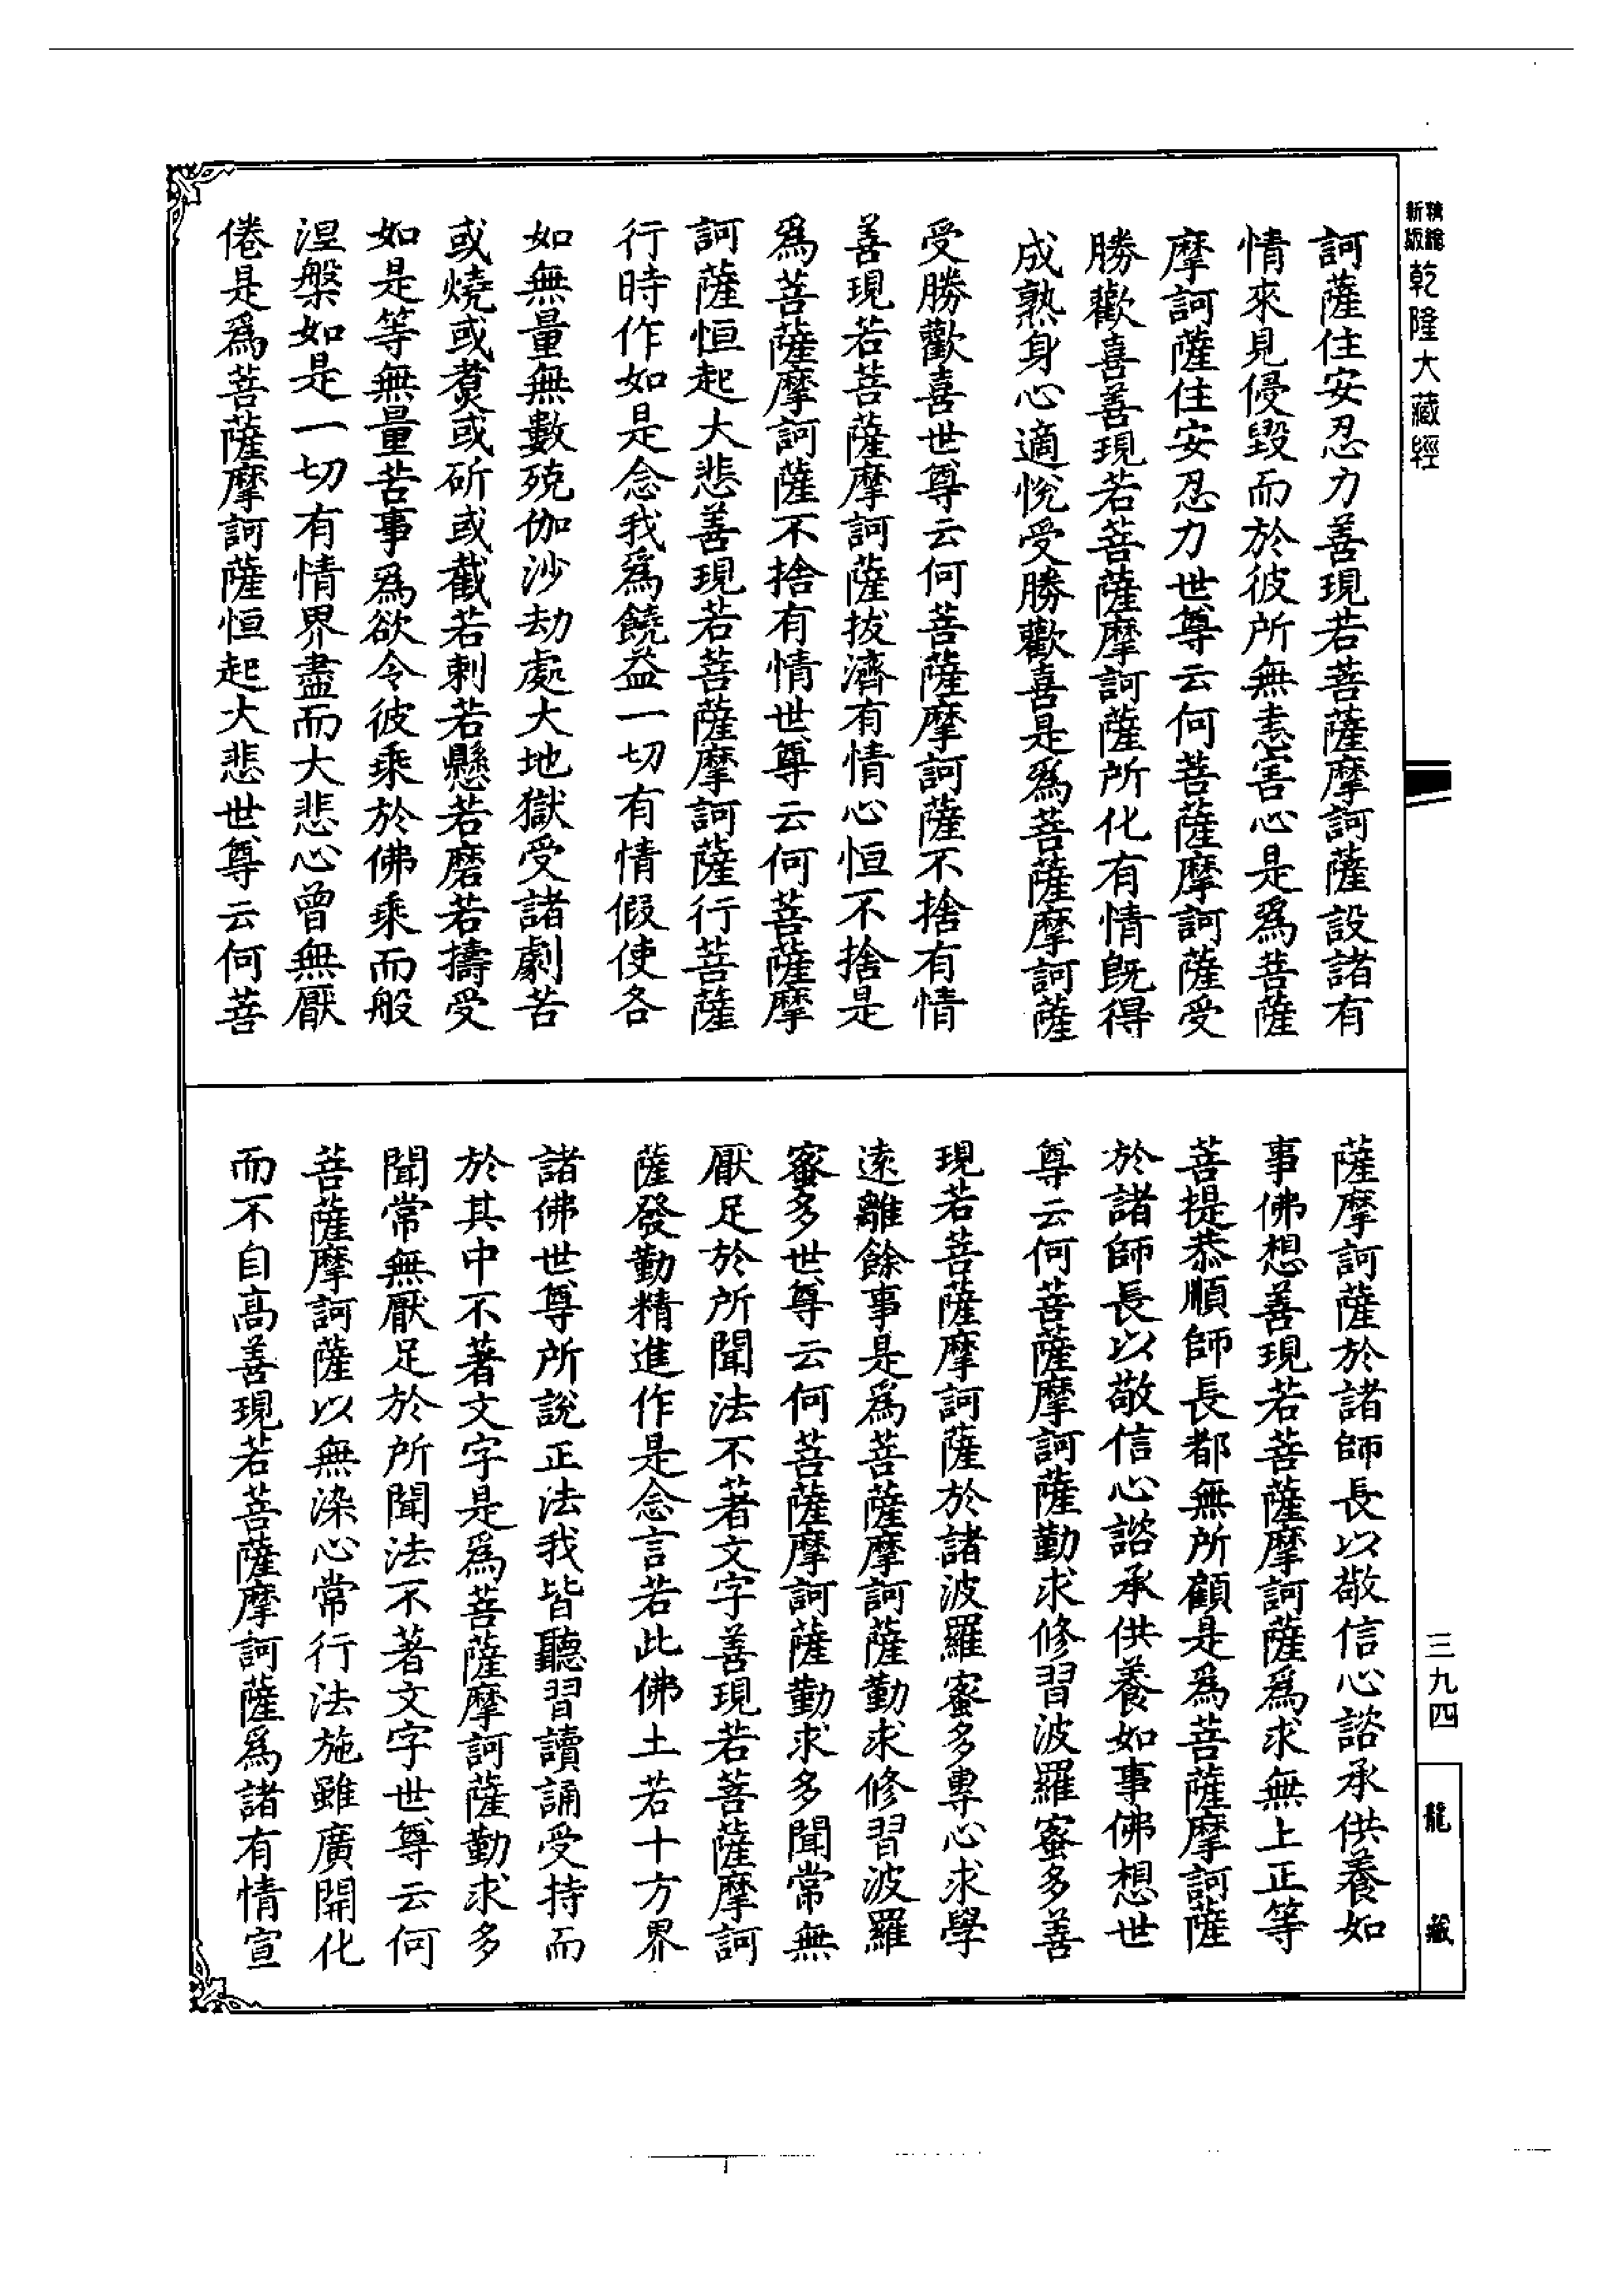 精縮
新版
乾隆大藏經
訶薩住安忍力善現若菩薩摩訶薩設諸有
情來見侵毀而於彼所無恚害心是爲菩薩
摩訶薩住安忍力世尊云何菩薩摩訶薩受
勝歡喜善現若菩薩摩訶薩所化有情旣得
成熟身心適悅受勝歡喜是爲菩薩摩訶薩
受勝歡喜世尊云何菩薩摩訶薩不捨有情
善現若菩薩摩訶薩拔濟有情心恒不捨是
爲菩薩摩訶薩不捨有情世尊云何菩薩摩
訶薩恒起大悲善現若菩薩摩訶薩行菩薩
行時作如是念我爲饒益一切有情假使各
如無量無數殑伽沙劫處大地獄受諸劇苦
或燒或煑或斫或截若刺若懸若磨若擣受
如是等無量苦事爲欲令彼乘於佛乘而般
涅槃如是一切有情界盡而大悲心曾無厭
倦是爲菩薩摩訶薩恒起大悲世尊云何菩
薩摩訶薩於諸師長以敬信心諮承供養如
事佛想善現若菩薩摩訶薩爲求無上正等
菩提恭順師長都無所顧是爲菩薩摩訶薩
於諸師長以敬信心諮承供養如事佛想世
尊云何菩薩摩訶薩勤求修習波羅蜜多善
現若菩薩摩訶薩於諸波羅蜜多專心求學
遠離餘事是爲菩薩摩訶薩勤求修習波羅
蜜多世尊云何菩薩摩訶薩勤求多聞常無
厭足於所聞法不著文字善現若菩薩摩訶
薩發勤精進作是念言若此佛土若十方界
諸佛世尊所說正法我皆聽習讀誦受持而
於其中不著文字是爲菩薩摩訶薩勤求多
聞常無厭足於所聞法不著文字世尊云何
菩薩摩訶薩以無染心常行法施雖廣開化
而不自高善現若菩薩摩訶薩爲諸有情宣
三九四
龍藏